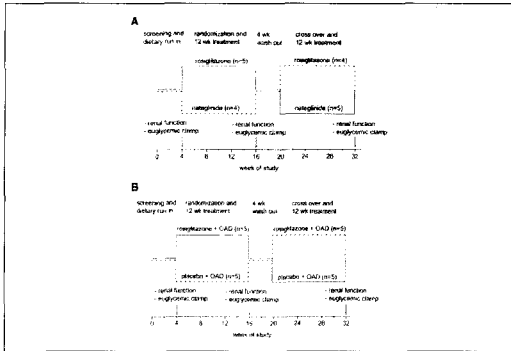 A
screening and randomization and 4 wk cross over and
dietary run in 12 wk treatment wash out 12 wk treatment
rosiglitazone (n=5) rosiglitazone (n=4)
nateglinide (n=4) nateglinide (n=5)
- renal function - renal function - renal function
- euglycemic clamp - euglycemic clamp - euglycemic clamp
0 4 8 12 16 20 24 28 32
week of study
B
screening and randomization and 4 wk cross over and
dietary run in 12 wk treatment wash out 12 wk treatment
rosiglitazone + OAD (n=5) rosiglitazone + OAD (n=5)
placebo + OAD (n=5) placebo + OAD (n=5)
- renal function - renal function - renal function
- euglycemic clamp - euglycemic clamp - euglycemic clamp
0 4 8 12 16 20 24 28 32
week of study